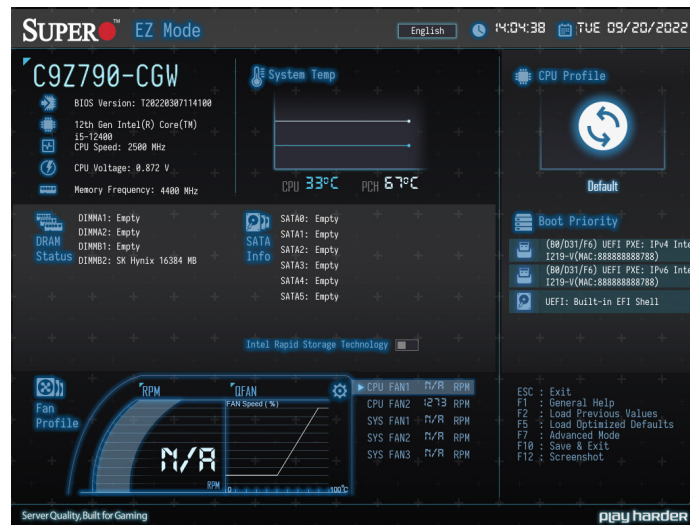 SUPER™ EZ Mode English 14:04:38 TUE 09/20/2022
C9Z790-CGW
BIOS Version: T20220307114100
12th Gen Intel(R) Core(TM)
i5-12400
CPU Speed: 2500 MHz
CPU Voltage: 0.872 V
Memory Frequency: 4400 MHz
System Temp
CPU 33°C PCH 67°C
CPU Profile
Default
DRAM
Status
DIMMA1: Empty
DIMMA2: Empty
DIMMB1: Empty
DIMMB2: SK Hynix 16384 MB
SATA
Info
SATA0: Empty
SATA1: Empty
SATA2: Empty
SATA3: Empty
SATA4: Empty
SATA5: Empty
Intel Rapid Storage Technology
Boot Priority
(B0/D31/F6) UEFI PXE: IPv4 Inte
I219-V(MAC:888888888788)
(B0/D31/F6) UEFI PXE: IPv6 Inte
I219-V(MAC:888888888788)
UEFI: Built-in EFI Shell
Fan
Profile
RPM
N/A
RPM
QFAN
FAN Speed ( % )
0
100°c
CPU FAN1 N/A RPM
CPU FAN2 1273 RPM
SYS FAN1 N/A RPM
SYS FAN2 N/A RPM
SYS FAN3 N/A RPM
ESC : Exit
F1 : General Help
F2 : Load Previous Values
F5 : Load Optimized Defaults
F7 : Advanced Mode
F10 : Save & Exit
F12 : Screenshot
Server Quality, Built for Gaming
play harder